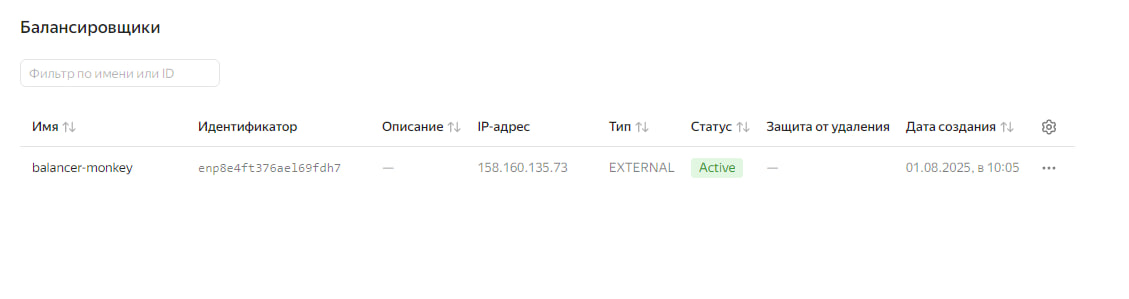 Балансировщики
Фильтр по имени или ID
Имя Идентификатор Описание IP-адрес Тип Статус Защита от удаления Дата создания
balancer-monkey enp8e4ft376ael69fdh7 — 158.160.135.73 EXTERNAL Active — 01.08.2025, в 10:05